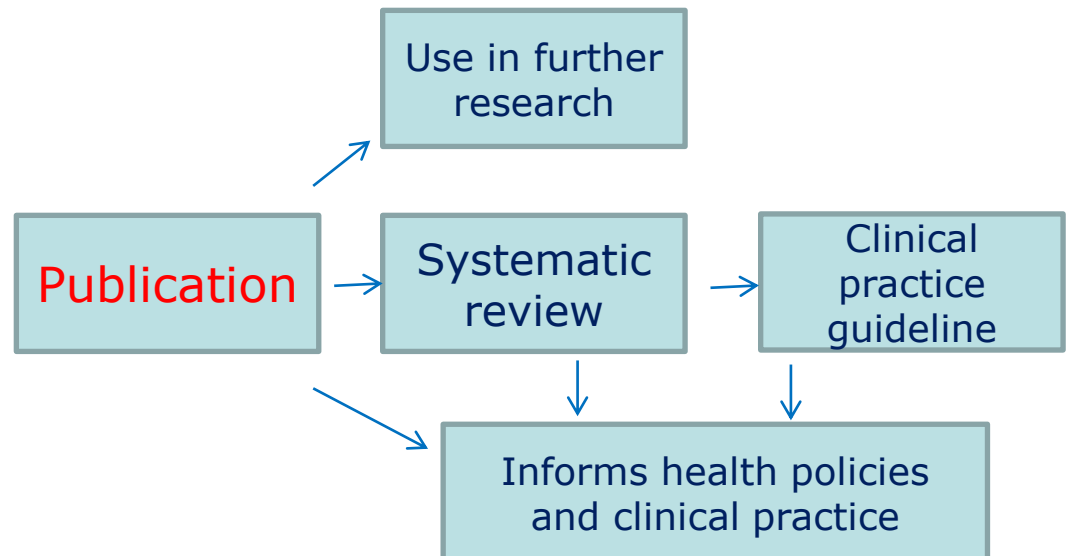 Use in further
research
Publication
Systematic
review
Clinical
practice
guideline
Informs health policies
and clinical practice